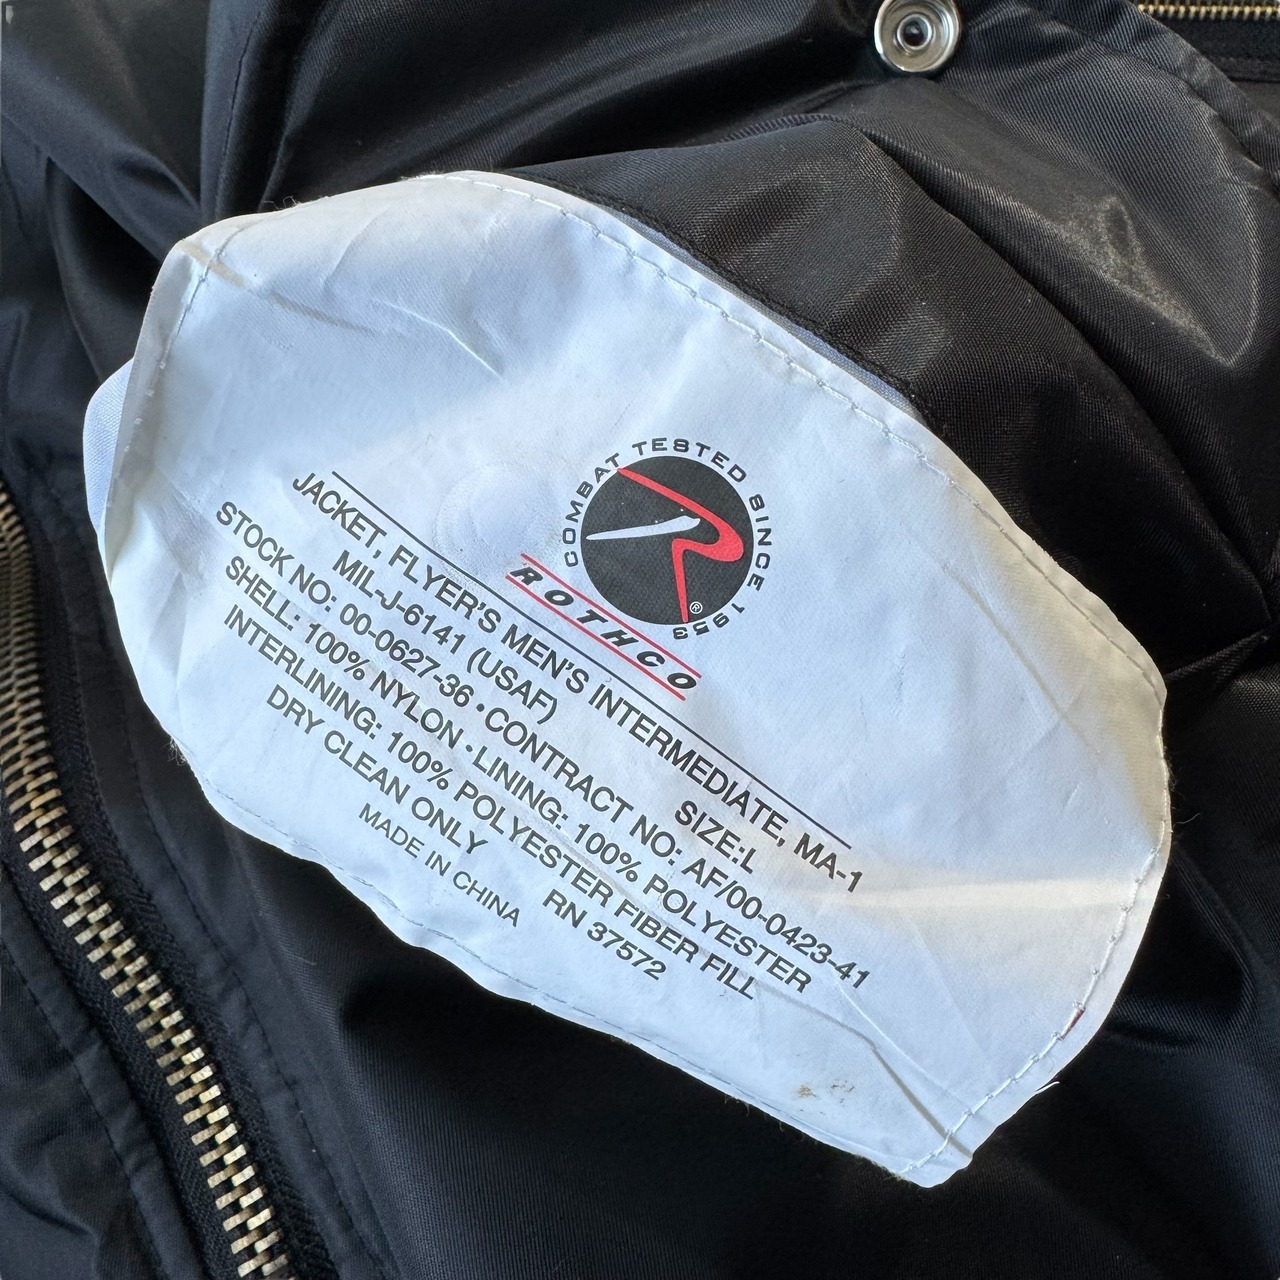 COMBAT TESTED SINCE 1953
R
®
ROTHCO
JACKET, FLYER'S MEN'S INTERMEDIATE, MA-1
MIL-J-6141 (USAF) SIZE:L
STOCK NO: 00-0627-36 • CONTRACT NO: AF/00-0423-41
SHELL: 100% NYLON • LINING: 100% POLYESTER
INTERLINING: 100% POLYESTER FIBER FILL
DRY CLEAN ONLY RN 37572
MADE IN CHINA